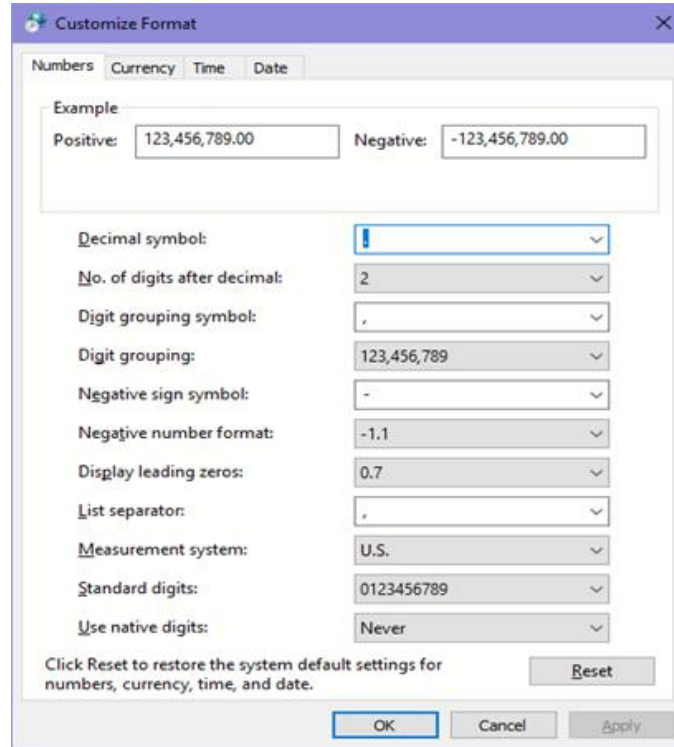 Customize Format
Numbers Currency Time Date
Example
Positive: 123,456,789.00 Negative: -123,456,789.00
Decimal symbol: .
No. of digits after decimal: 2
Digit grouping symbol: ,
Digit grouping: 123,456,789
Negative sign symbol: -
Negative number format: -1.1
Display leading zeros: 0.7
List separator: ,
Measurement system: U.S.
Standard digits: 0123456789
Use native digits: Never
Click Reset to restore the system default settings for
numbers, currency, time, and date.
Reset
OK Cancel Apply